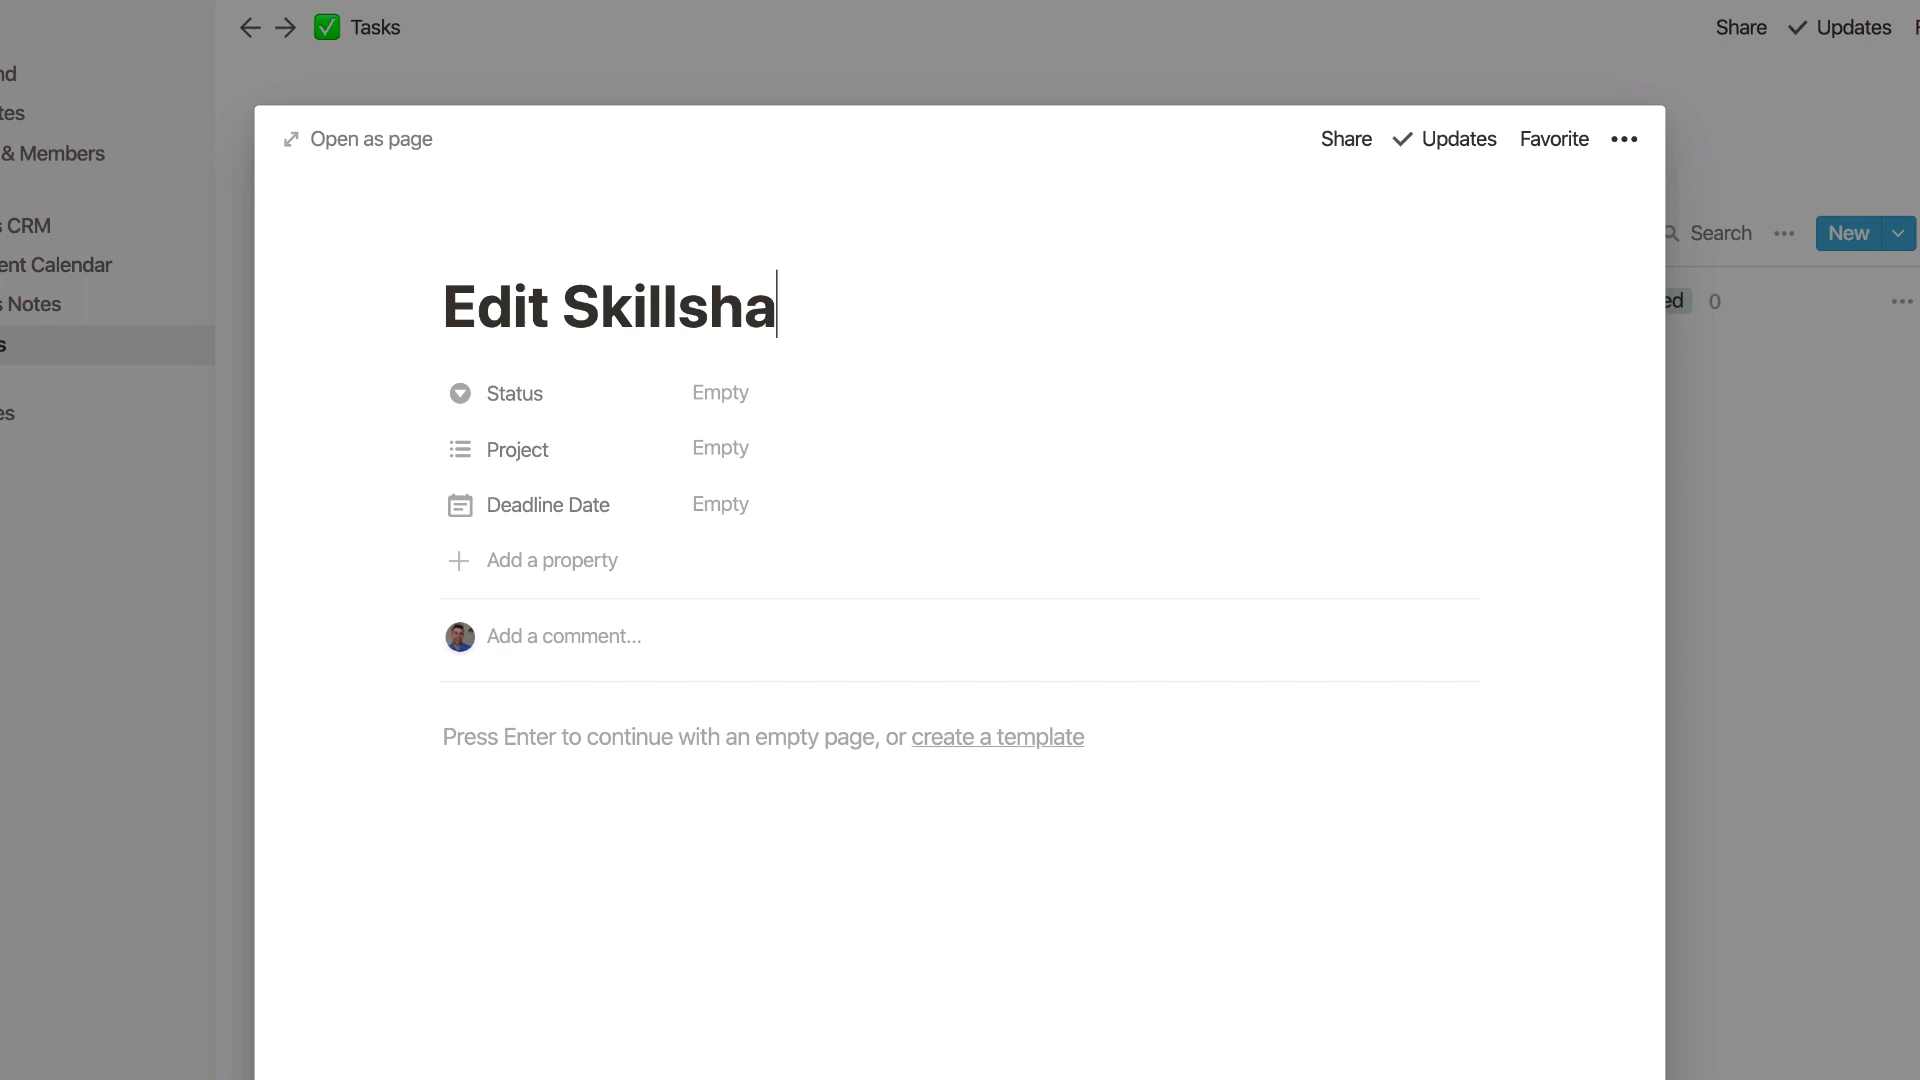 Tasks
Share
Updates
nd
tes
& Members
s CRM
ent Calendar
s Notes
s
es
Open as page
Share
Updates
Favorite
Search
New
ed 0
Edit Skillsha
Status Empty
Project Empty
Deadline Date Empty
Add a property
Add a comment...
Press Enter to continue with an empty page, or create a template